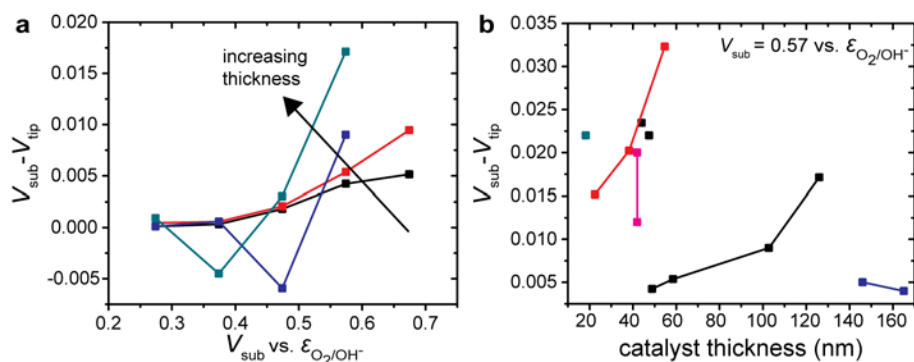 a
V_sub-V_tip
0.020
0.015
0.010
0.005
0.000
-0.005
increasing
thickness
0.2 0.3 0.4 0.5 0.6 0.7
V_sub vs. ε_O₂/OH⁻
b
V_sub-V_tip
V_sub = 0.57 vs. ε_O₂/OH⁻
0.035
0.030
0.025
0.020
0.015
0.010
0.005
20 40 60 80 100 120 140 160
catalyst thickness (nm)